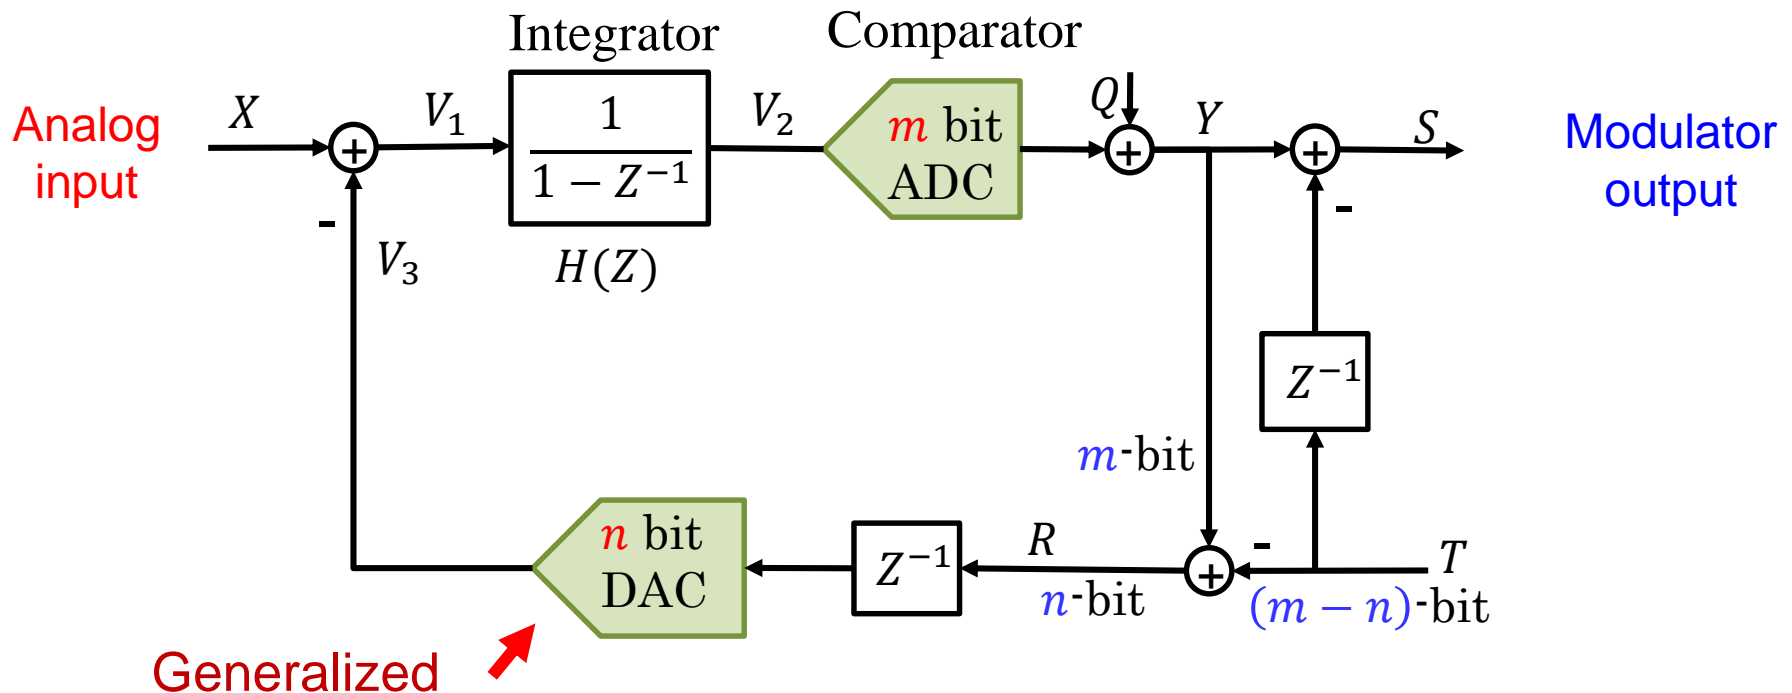 Integrator
Comparator
Analog
input
X
+
-
V₁
1
1 − Z⁻¹
H(Z)
V₂
m bit
ADC
Q
+
Y
+
-
S
Modulator
output
V₃
Z⁻¹
m-bit
n bit
DAC
Z⁻¹
R
n-bit
+
-
T
(m − n)-bit
Generalized